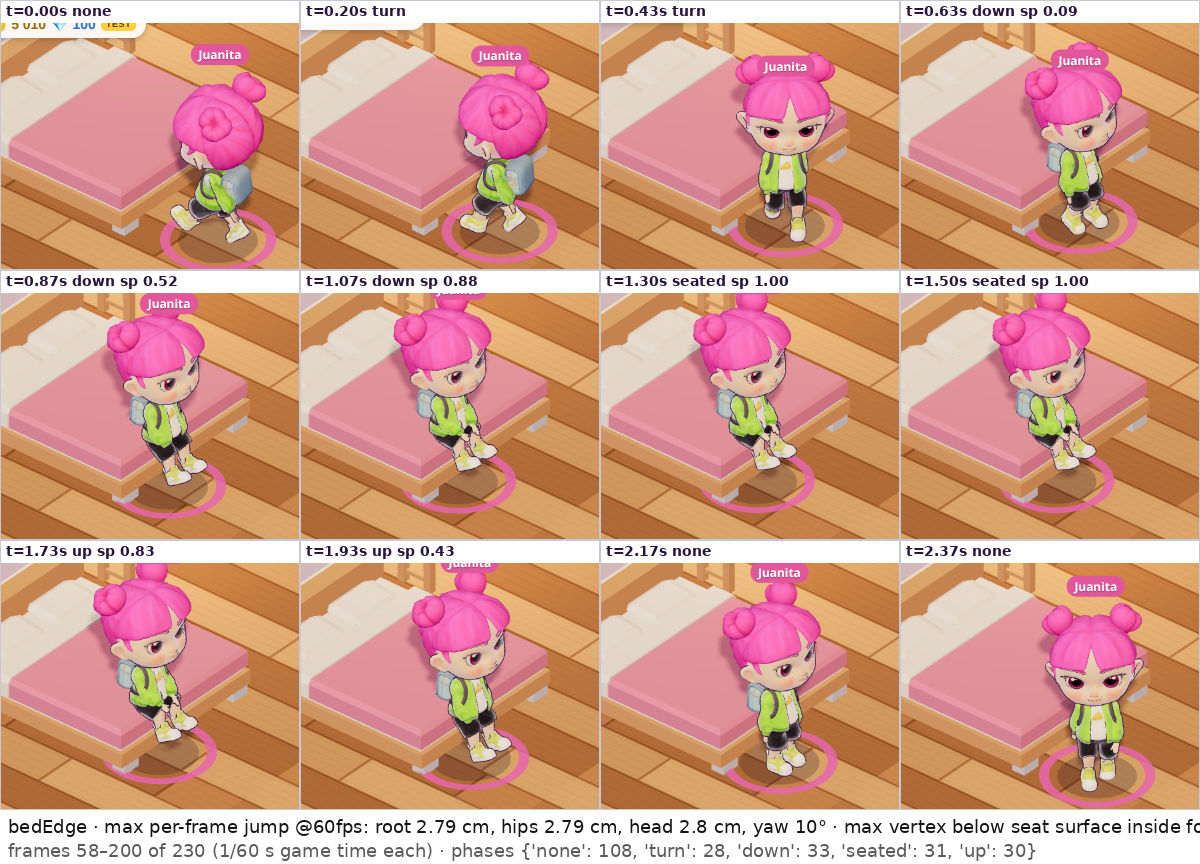 t=0.00s none
t=0.20s turn
t=0.43s turn
t=0.63s down sp 0.09
5 010 💎 100 TEST
Juanita
Juanita
Juanita
Juanita
t=0.87s down sp 0.52
t=1.07s down sp 0.88
t=1.30s seated sp 1.00
t=1.50s seated sp 1.00
Juanita
Juanita
t=1.73s up sp 0.83
t=1.93s up sp 0.43
t=2.17s none
t=2.37s none
Juanita
Juanita
Juanita
bedEdge · max per-frame jump @60fps: root 2.79 cm, hips 2.79 cm, head 2.8 cm, yaw 10° · max vertex below seat surface inside fo
frames 58–200 of 230 (1/60 s game time each) · phases {'none': 108, 'turn': 28, 'down': 33, 'seated': 31, 'up': 30}